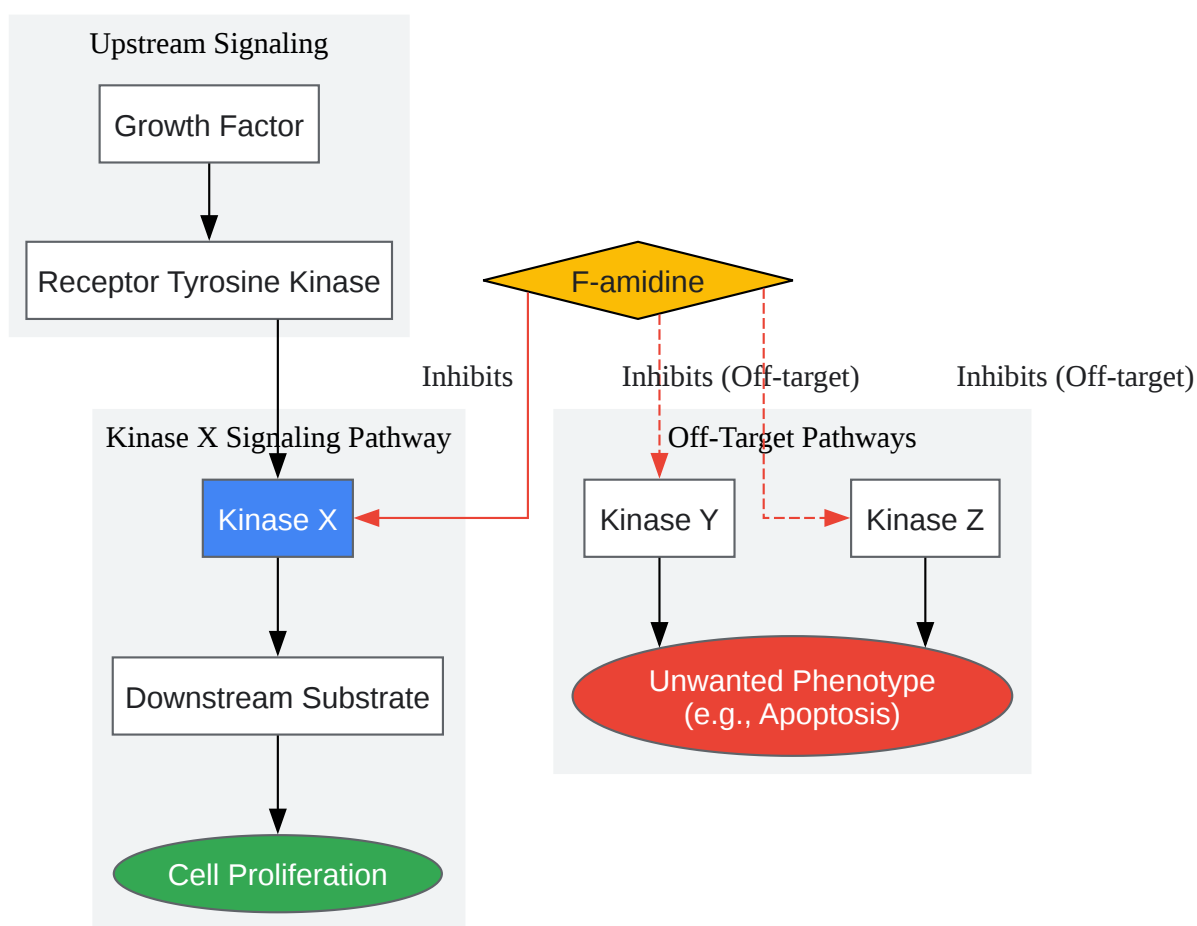 Upstream Signaling
Growth Factor
Receptor Tyrosine Kinase
F-amidine
Inhibits
Inhibits (Off-target)
Inhibits (Off-target)
Kinase X Signaling Pathway
Off-Target Pathways
Kinase X
Kinase Y
Kinase Z
Downstream Substrate
Unwanted Phenotype
(e.g., Apoptosis)
Cell Proliferation